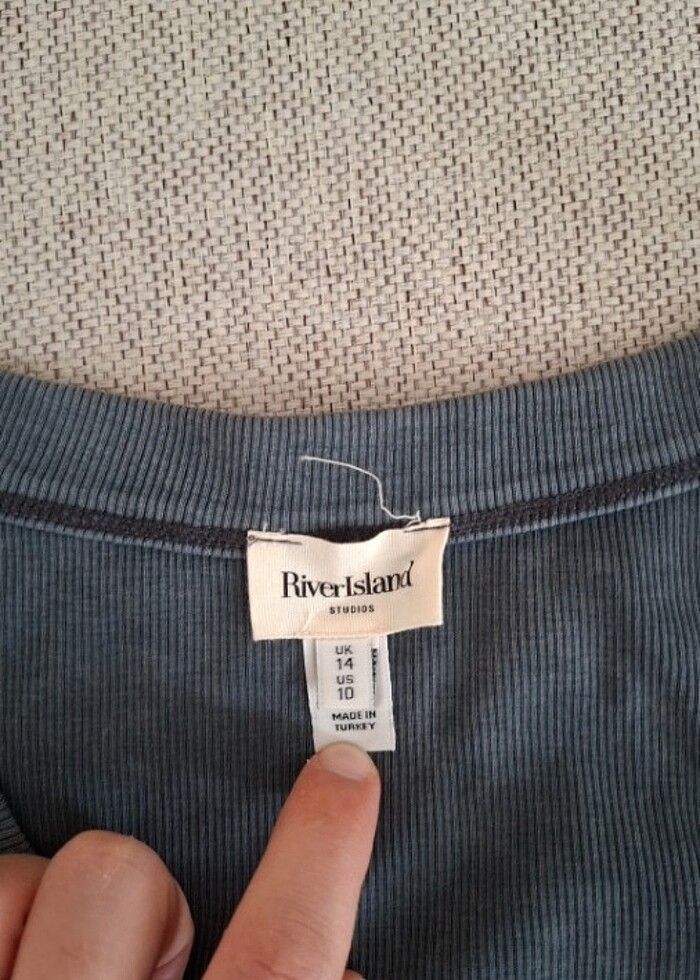 RiverIsland
STUDIOS
UK
14
US
10
MADE IN
TURKEY